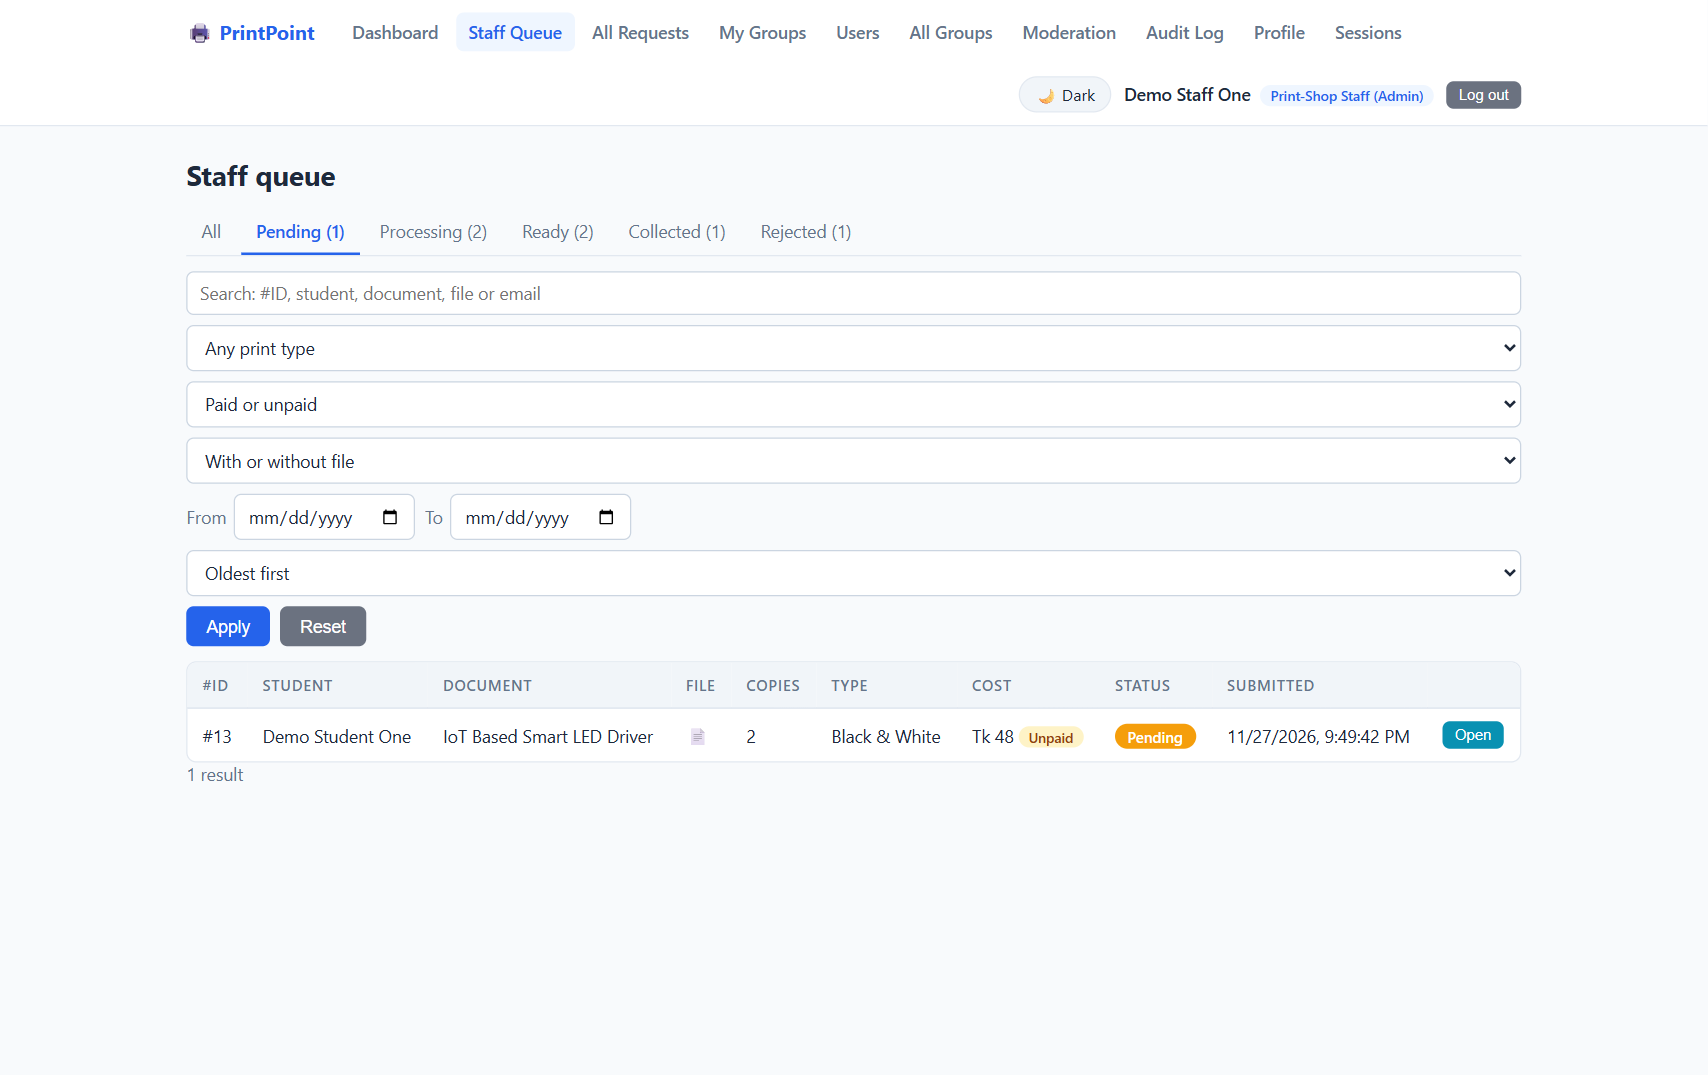 PrintPoint Dashboard Staff Queue All Requests My Groups Users All Groups Moderation Audit Log Profile Sessions
Dark Demo Staff One Print-Shop Staff (Admin) Log out
Staff queue
All Pending (1) Processing (2) Ready (2) Collected (1) Rejected (1)
Search: #ID, student, document, file or email
Any print type
Paid or unpaid
With or without file
From mm/dd/yyyy To mm/dd/yyyy
Oldest first
Apply Reset
#ID STUDENT DOCUMENT FILE COPIES TYPE COST STATUS SUBMITTED
#13 Demo Student One IoT Based Smart LED Driver 2 Black & White Tk 48 Unpaid Pending 11/27/2026, 9:49:42 PM Open
1 result